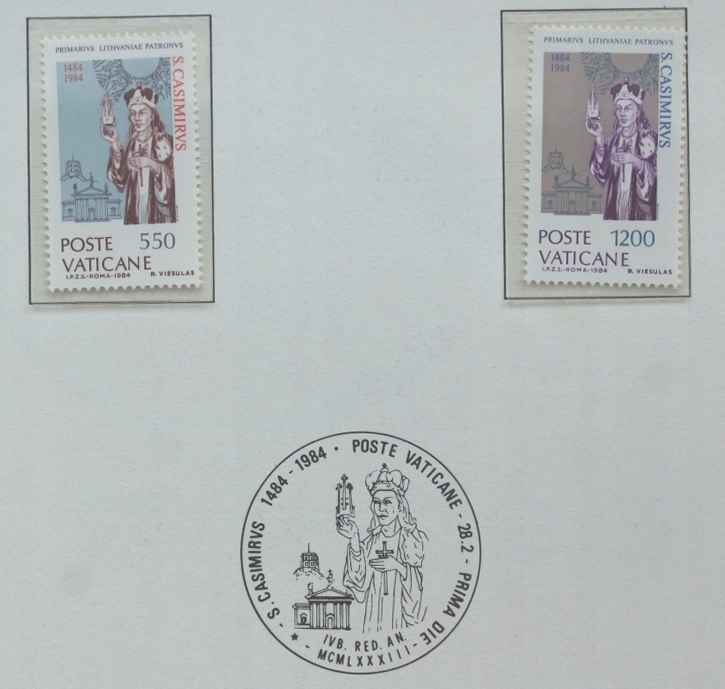 PRIMARIVS LITHVANIAE PATRONVS
1484
1984
S.CASIMIRVS
POSTE 550
VATICANE
I.P.Z.S.-ROMA-1984 R. VIESULAS
PRIMARIVS LITHVANIAE PATRONVS
1484
1984
S.CASIMIRVS
POSTE 1200
VATICANE
I.P.Z.S.-ROMA-1984 R. VIESULAS
- S. CASIMIRVS 1484 - 1984 · POSTE VATICANE - 28.2 - PRIMA DIE -
IVB. RED. AN.
★ - MCMLXXXIII